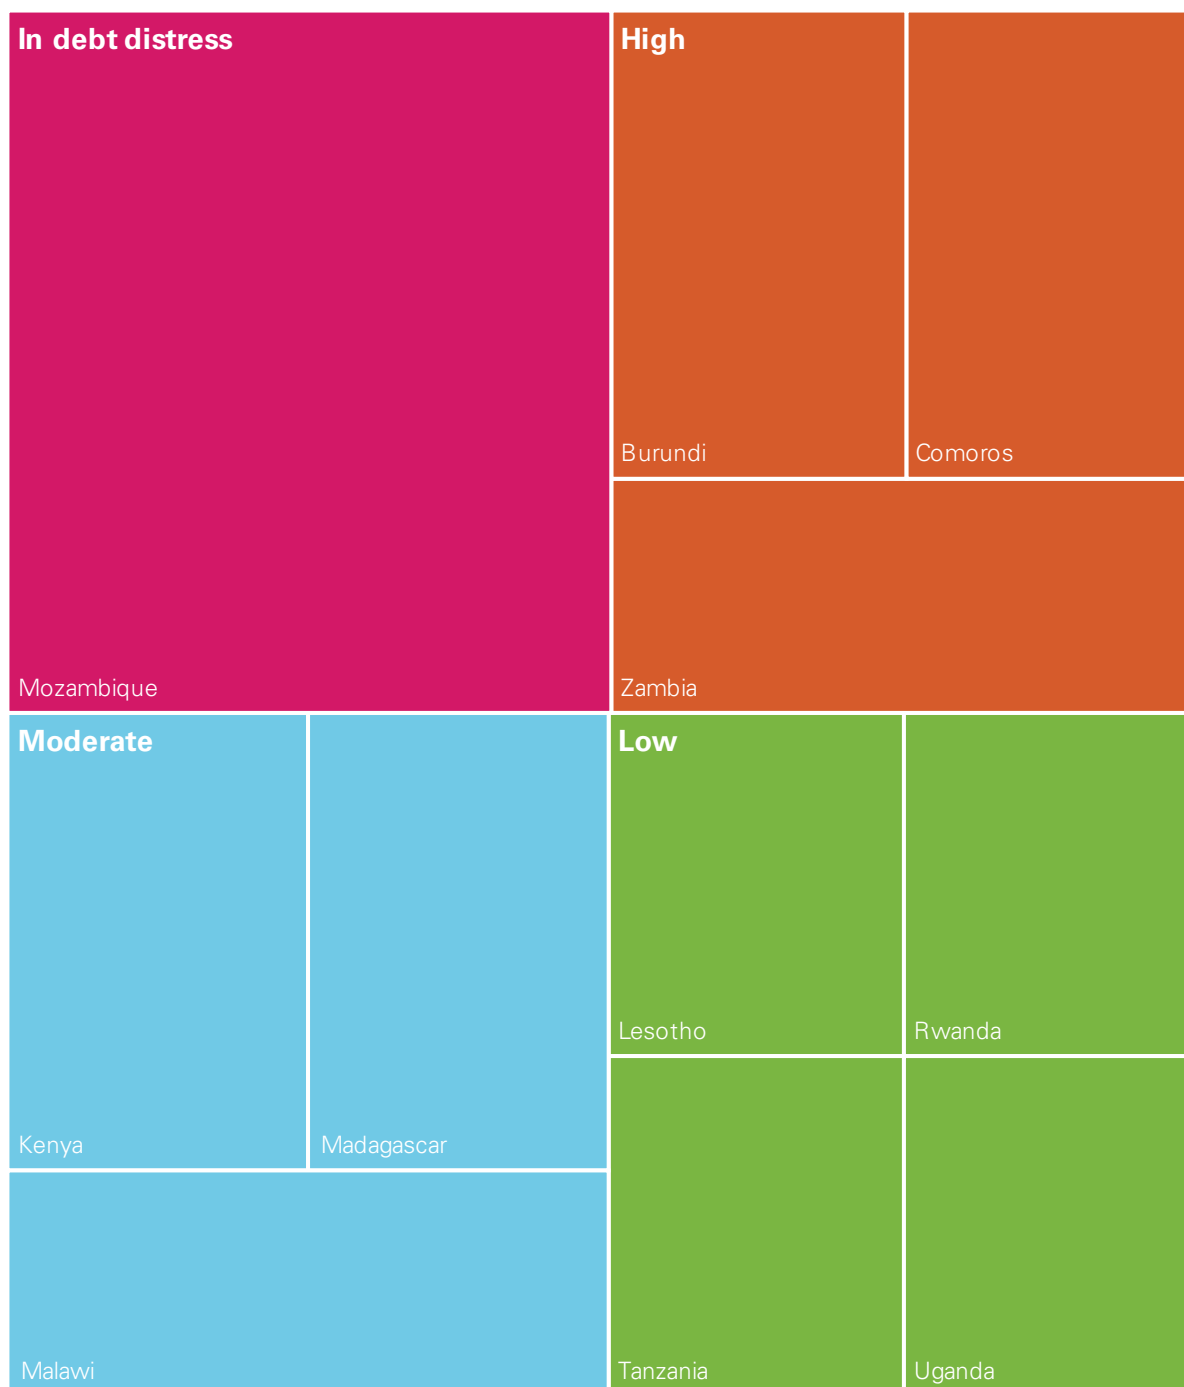 In debt distress
Mozambique
High
Burundi
Comoros
Zambia
Moderate
Kenya
Madagascar
Malawi
Low
Lesotho
Rwanda
Tanzania
Uganda